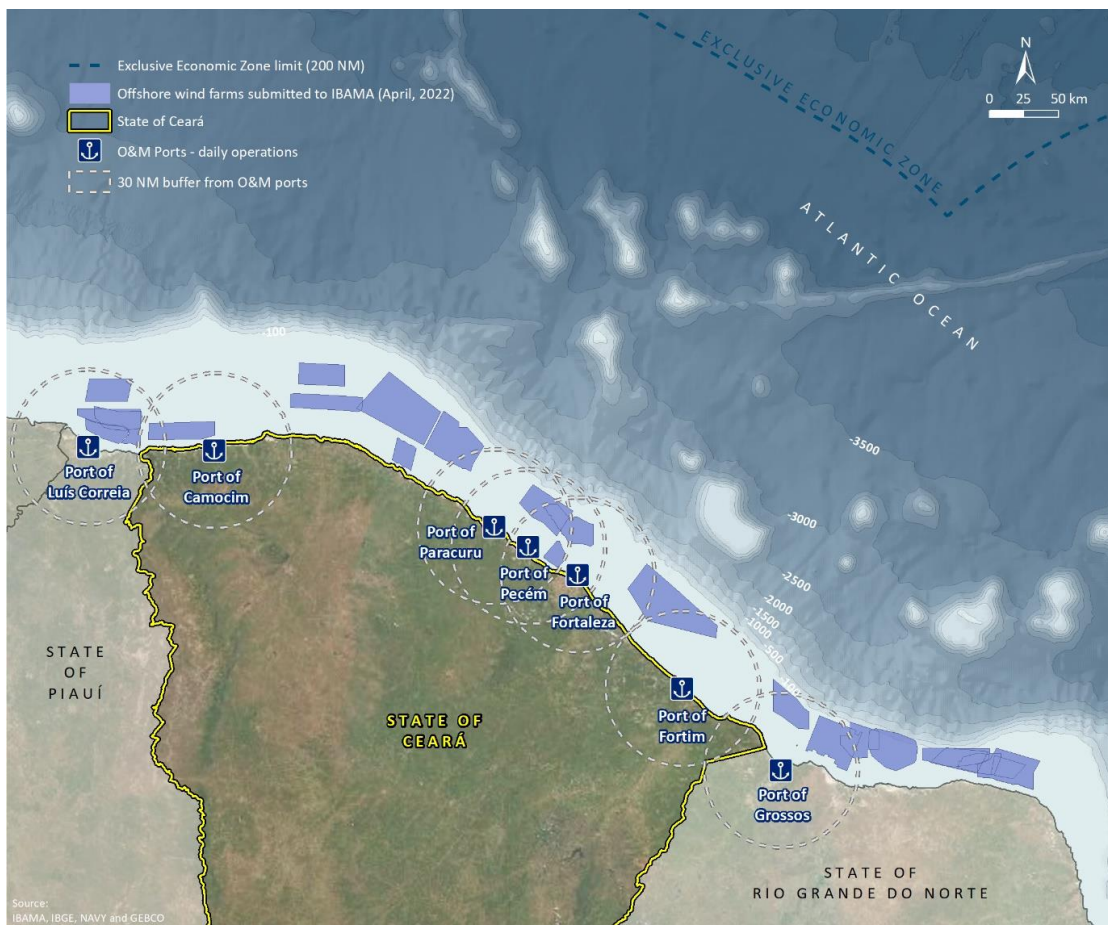 Exclusive Economic Zone limit (200 NM)
Offshore wind farms submitted to IBAMA (April, 2022)
State of Ceará
O&M Ports - daily operations
30 NM buffer from O&M ports
EXCLUSIVE ECONOMIC ZONE
N
0 25 50 km
ATLANTIC OCEAN
-100
-3500
-3000
-2500
-2000
-1500
-1000
-500
-100
Port of
Luís Correia
Port of
Camocim
Port of
Paracuru
Port of
Pecém
Port of
Fortaleza
Port of
Fortim
Port of
Grossos
STATE
OF
PIAUÍ
STATE OF
CEARÁ
STATE OF
RIO GRANDE DO NORTE
Source:
IBAMA, IBGE, NAVY and GEBCO